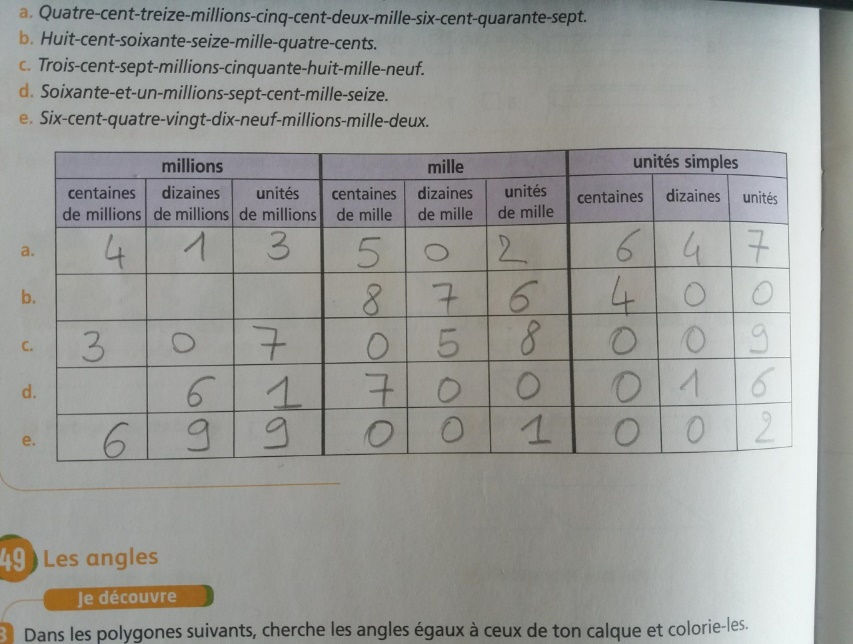 a. Quatre-cent-treize-millions-cinq-cent-deux-mille-six-cent-quarante-sept.
b. Huit-cent-soixante-seize-mille-quatre-cents.
c. Trois-cent-sept-millions-cinquante-huit-mille-neuf.
d. Soixante-et-un-millions-sept-cent-mille-seize.
e. Six-cent-quatre-vingt-dix-neuf-millions-mille-deux.
millions mille unités simples
centaines de millions dizaines de millions unités de millions centaines de mille dizaines de mille unités de mille centaines dizaines unités
a. 4 1 3 5 0 2 6 4 7
b. 8 7 6 4 0 0
c. 3 0 7 0 5 8 0 0 9
d. 6 1 7 0 0 0 1 6
e. 6 9 9 0 0 1 0 0 2
49 Les angles
Je découvre
3 Dans les polygones suivants, cherche les angles égaux à ceux de ton calque et colorie-les.